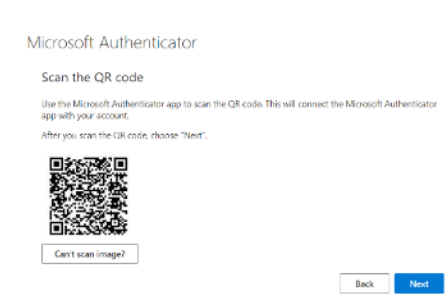 Microsoft Authenticator
Scan the QR code
Use the Microsoft Authenticator app to scan the QR code. This will connect the Microsoft Authenticator
app with your account.
After you scan the QR code, choose "Next".
Can't scan image?
Back
Next